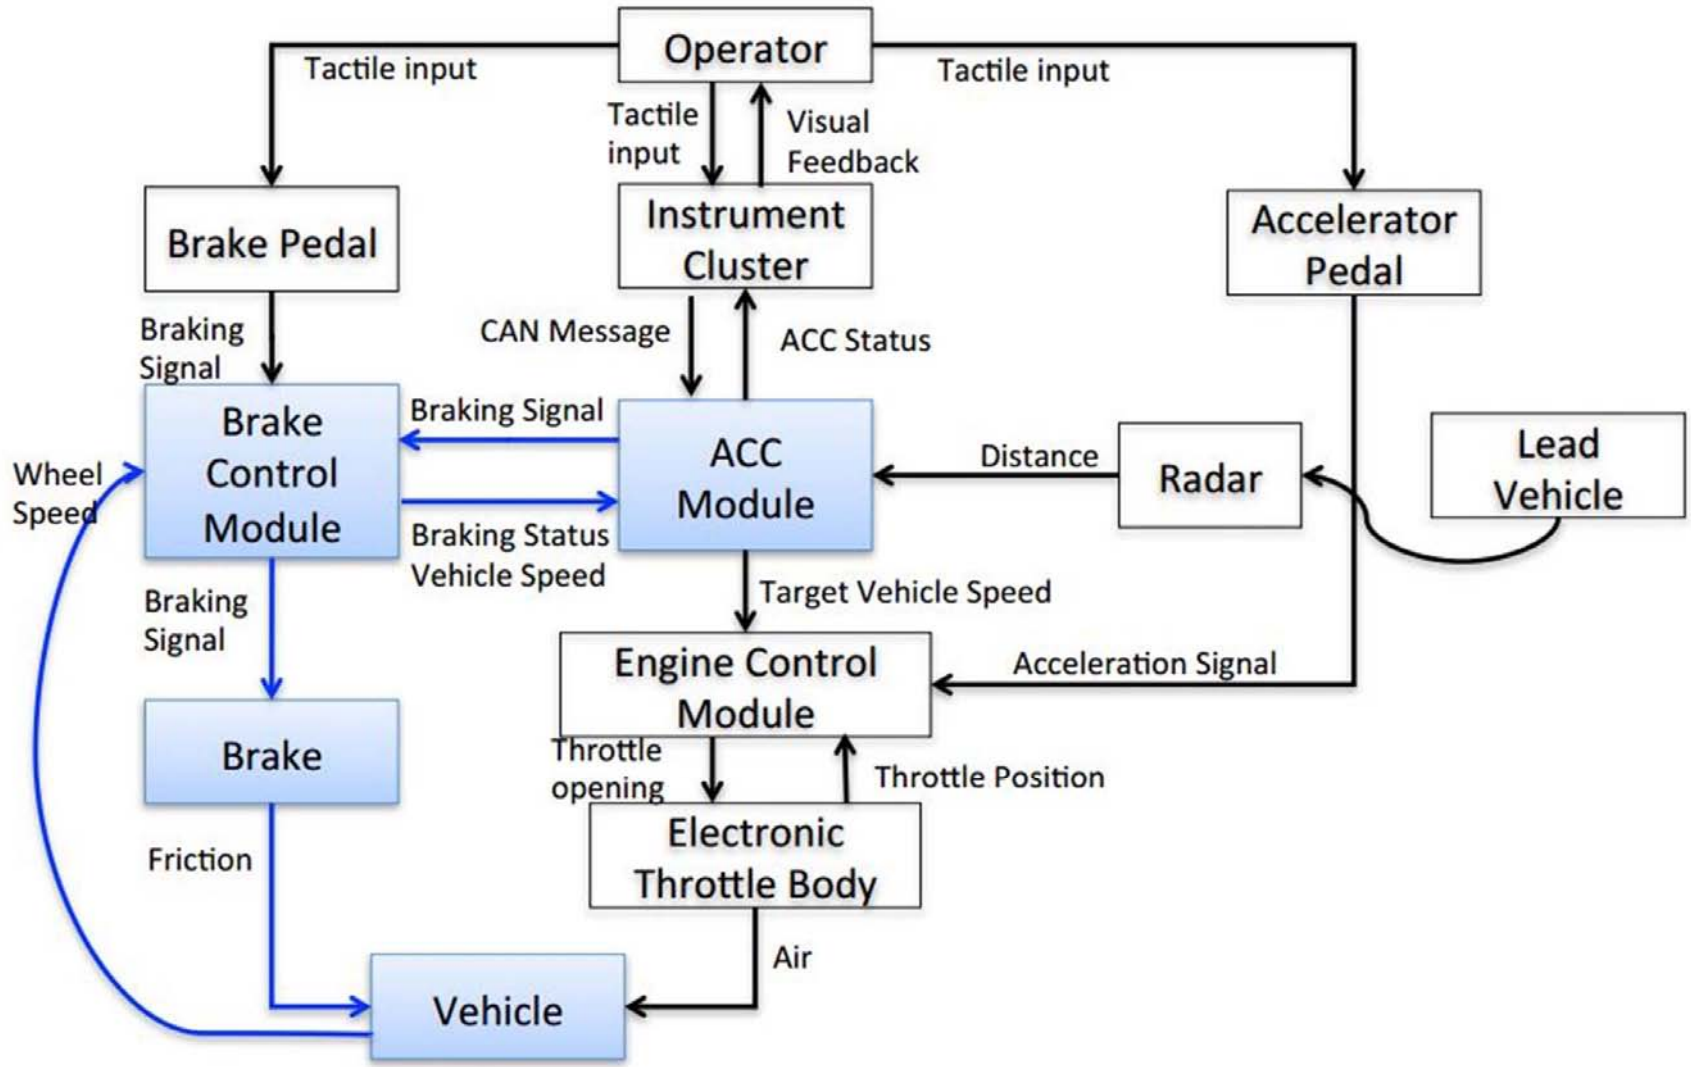 Operator
Tactile input
Tactile input
Tactile
input
Visual
Feedback
Brake Pedal
Instrument
Cluster
Accelerator
Pedal
Braking
Signal
CAN Message
ACC Status
Brake
Control
Module
Braking Signal
ACC
Module
Distance
Radar
Lead
Vehicle
Wheel
Speed
Braking Status
Vehicle Speed
Braking
Signal
Target Vehicle Speed
Engine Control
Module
Acceleration Signal
Brake
Throttle
opening
Throttle Position
Electronic
Throttle Body
Friction
Air
Vehicle